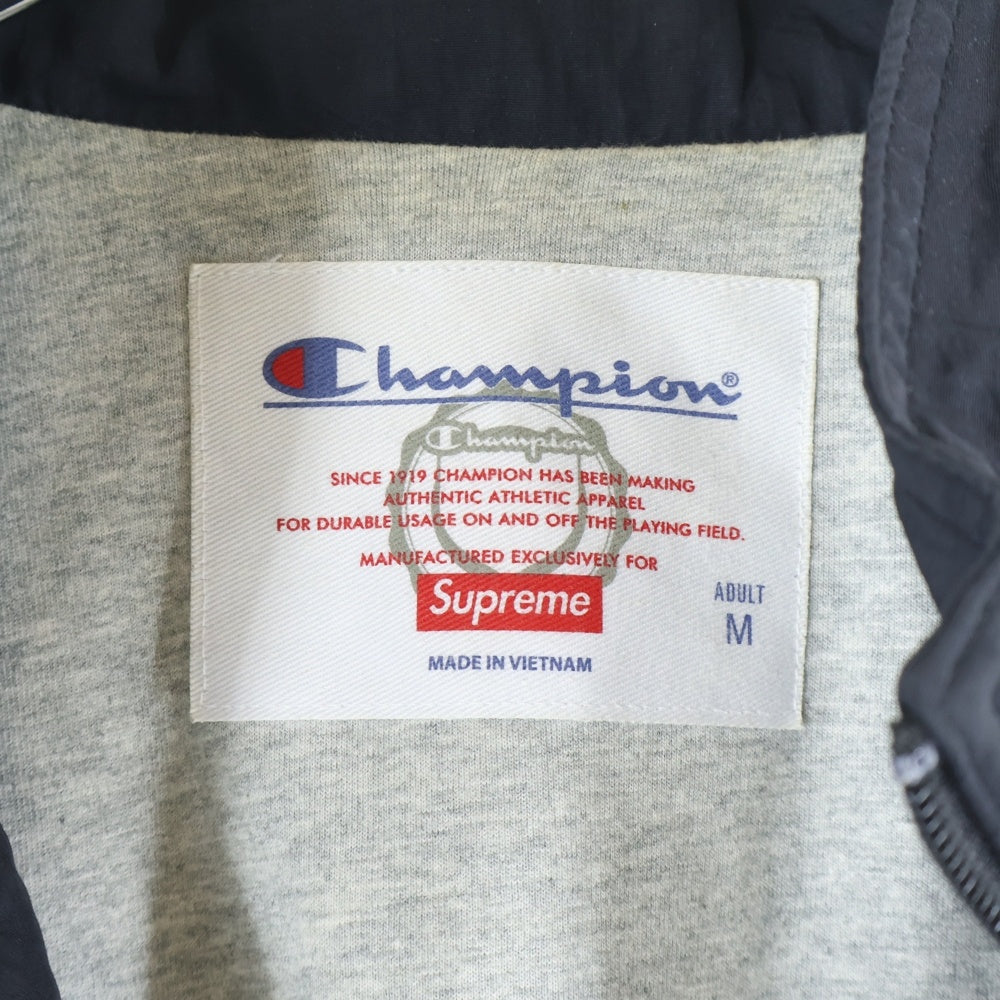 Champion®
Champion
SINCE 1919 CHAMPION HAS BEEN MAKING
AUTHENTIC ATHLETIC APPAREL
FOR DURABLE USAGE ON AND OFF THE PLAYING FIELD.
MANUFACTURED EXCLUSIVELY FOR
Supreme
ADULT
M
MADE IN VIETNAM